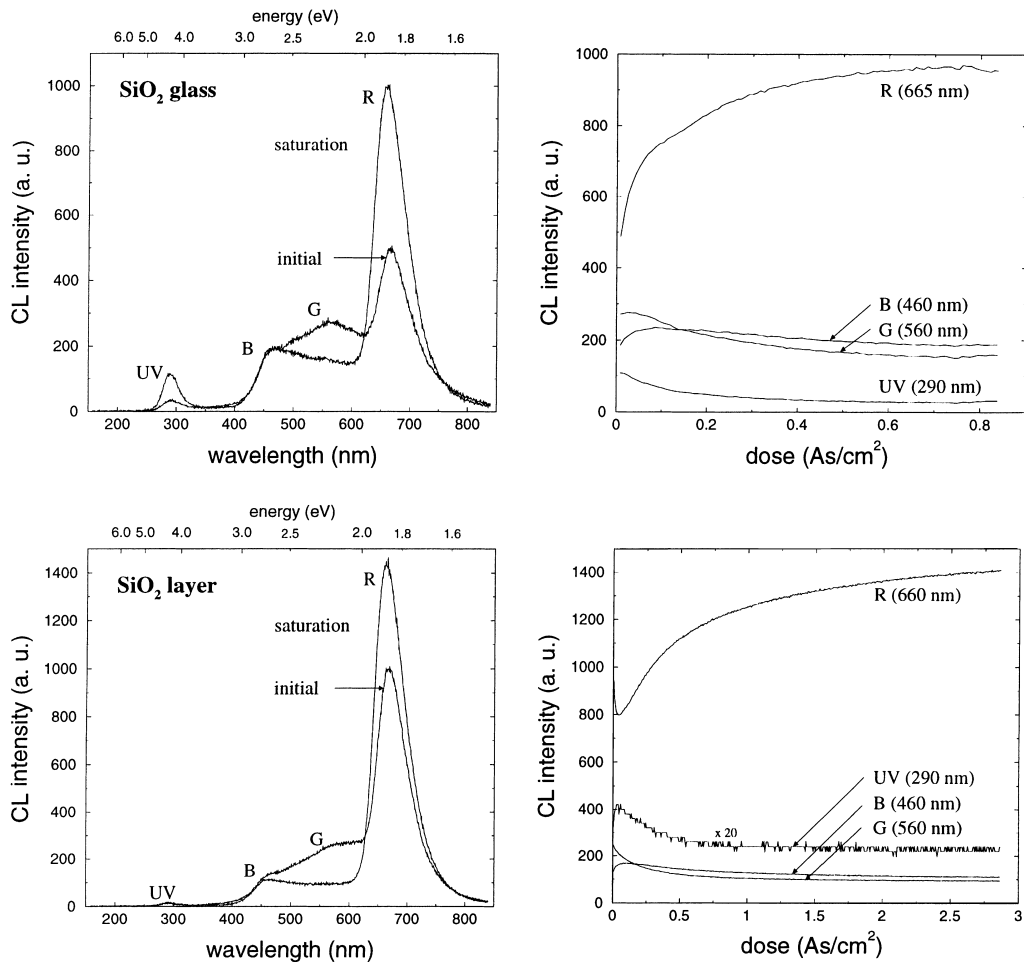 energy (eV)
6.0 5.0 4.0 3.0 2.5 2.0 1.8 1.6
SiO₂ glass
R
saturation
initial
G
B
UV
CL intensity (a. u.)
1000
800
600
400
200
0
200 300 400 500 600 700 800
wavelength (nm)
CL intensity (a. u.)
1000
800
600
400
200
0
R (665 nm)
B (460 nm)
G (560 nm)
UV (290 nm)
0 0.2 0.4 0.6 0.8
dose (As/cm²)
energy (eV)
6.0 5.0 4.0 3.0 2.5 2.0 1.8 1.6
SiO₂ layer
R
saturation
initial
G
B
UV
CL intensity (a. u.)
1400
1200
1000
800
600
400
200
0
200 300 400 500 600 700 800
wavelength (nm)
CL intensity (a. u.)
1400
1200
1000
800
600
400
200
0
R (660 nm)
UV (290 nm)
B (460 nm)
G (560 nm)
x 20
0 0.5 1 1.5 2 2.5 3
dose (As/cm²)